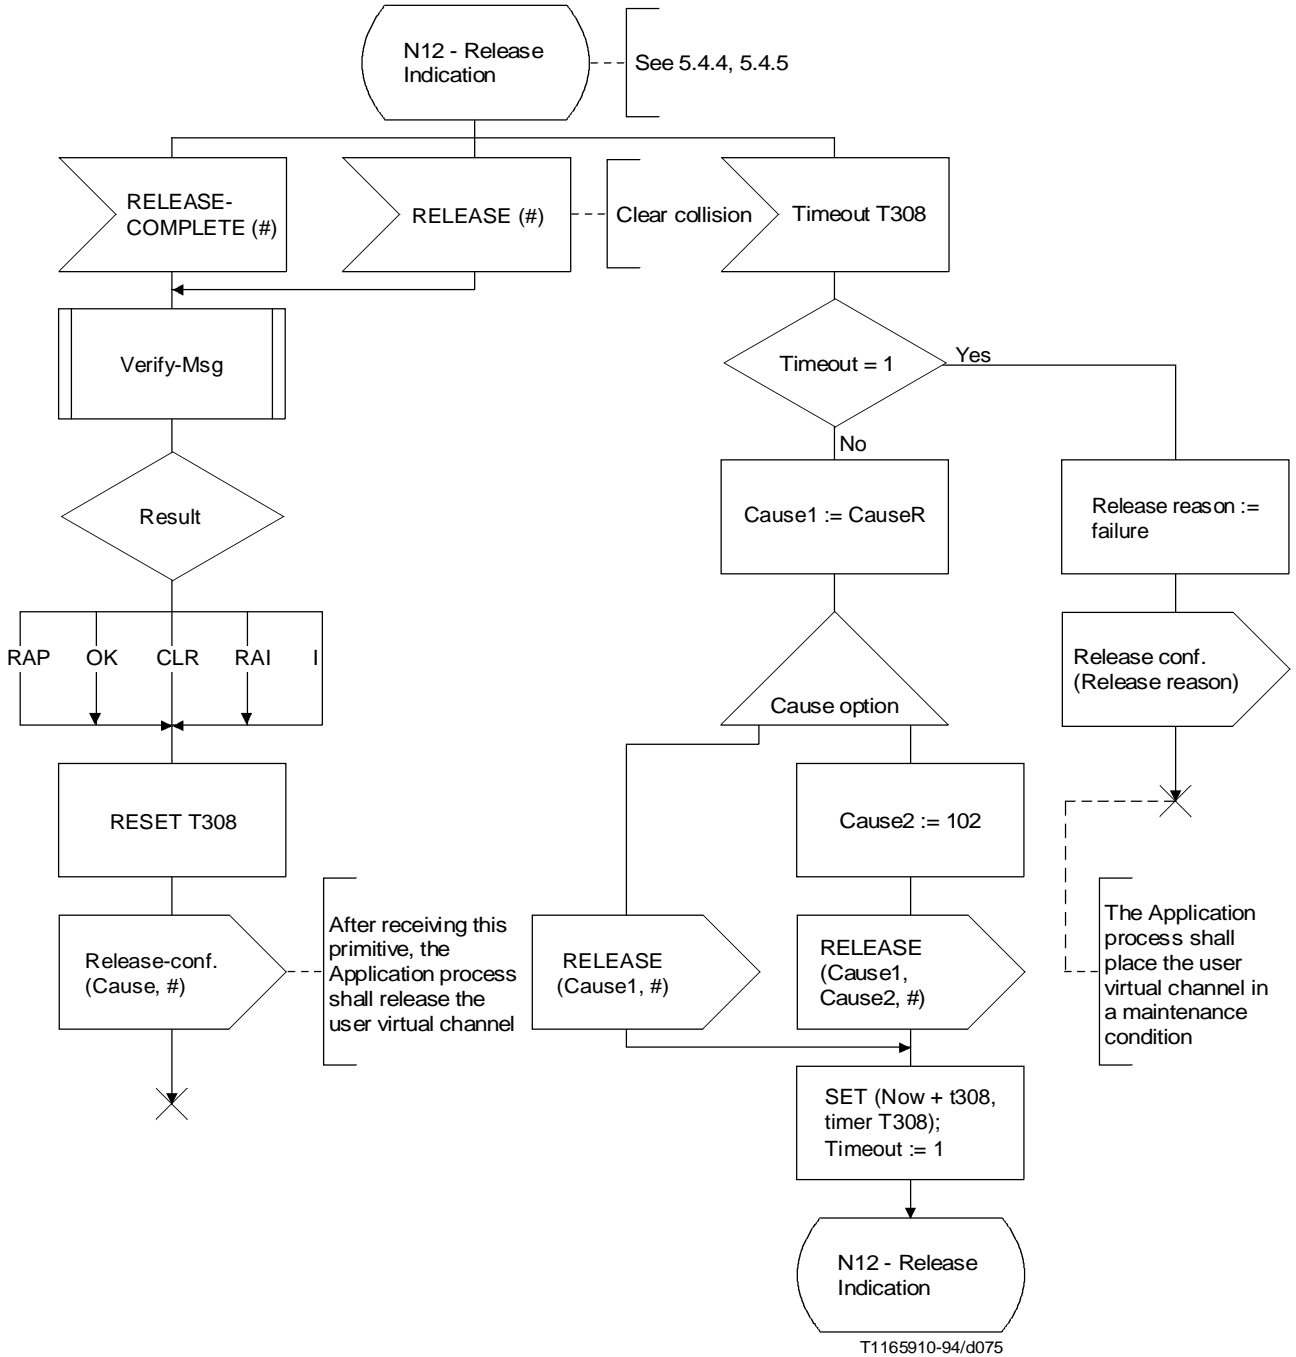 N12 - Release
Indication
See 5.4.4, 5.4.5
RELEASE-
COMPLETE (#)
RELEASE (#)
Clear collision
Timeout T308
Verify-Msg
Timeout = 1
Yes
No
Result
Cause1 := CauseR
Release reason :=
failure
RAP
OK
CLR
RAI
I
Release conf.
(Release reason)
Cause option
RESET T308
Cause2 := 102
Release-conf.
(Cause, #)
After receiving this
primitive, the
Application process
shall release the
user virtual channel
RELEASE
(Cause1, #)
RELEASE
(Cause1,
Cause2, #)
The Application
process shall
place the user
virtual channel in
a maintenance
condition
SET (Now + t308,
timer T308);
Timeout := 1
N12 - Release
Indication
T1165910-94/d075